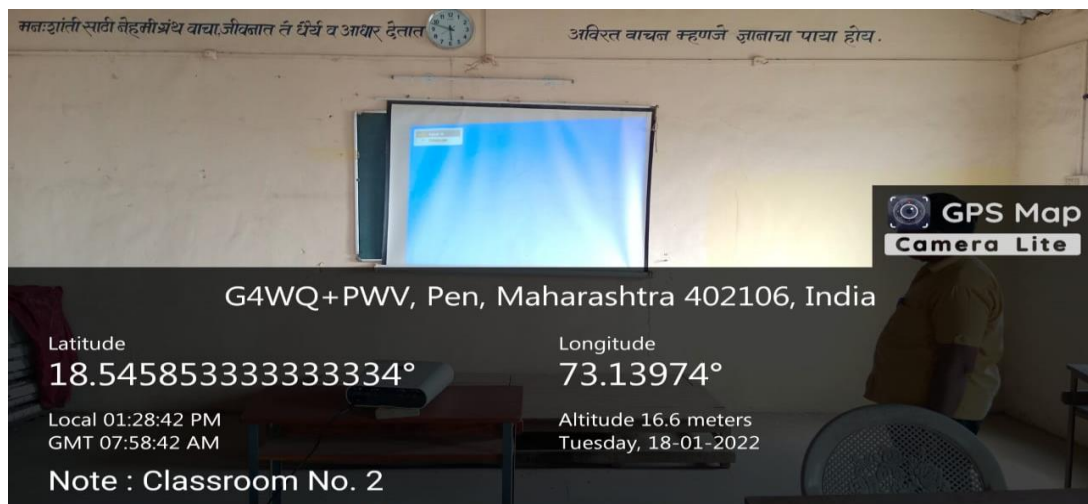 मनःशांती साठी नेहमी ग्रंथ वाचा,जीवनात ते धैर्य व आधार देतात
अविरत वाचन म्हणजे ज्ञानाचा पाया होय.
GPS Map
Camera Lite
G4WQ+PWV, Pen, Maharashtra 402106, India
Latitude
18.545853333333334°
Longitude
73.13974°
Local 01:28:42 PM
GMT 07:58:42 AM
Altitude 16.6 meters
Tuesday, 18-01-2022
Note : Classroom No. 2